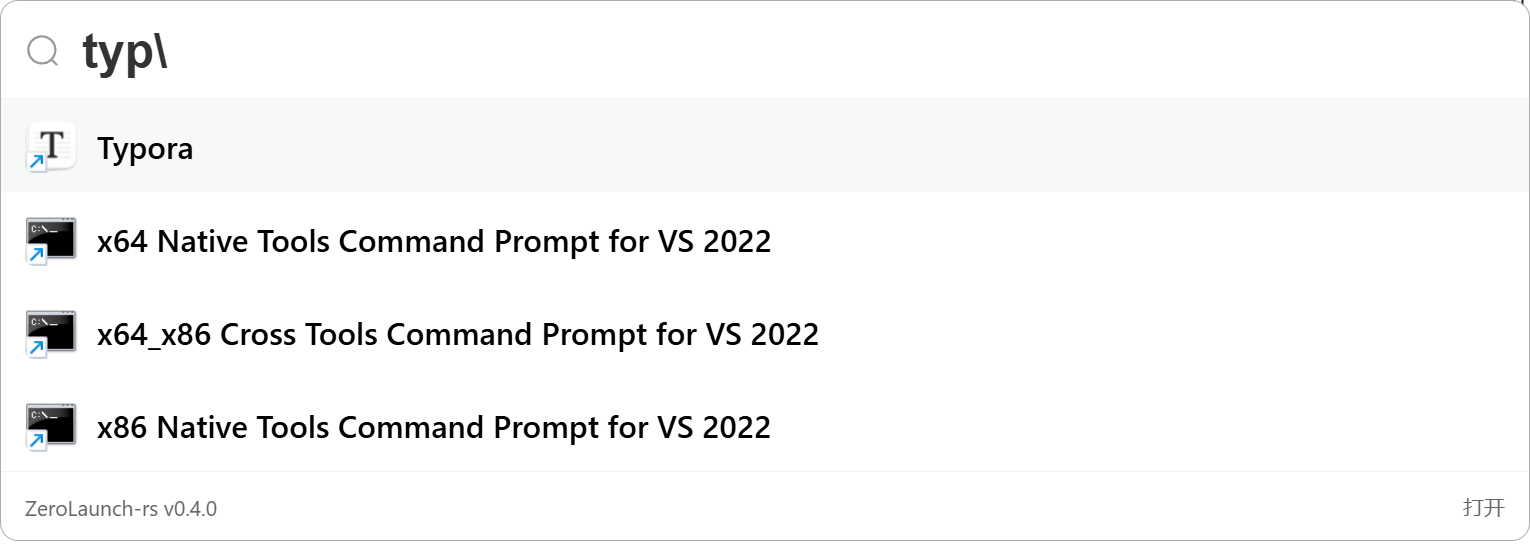 typ\
Typora
x64 Native Tools Command Prompt for VS 2022
x64_x86 Cross Tools Command Prompt for VS 2022
x86 Native Tools Command Prompt for VS 2022
ZeroLaunch-rs v0.4.0 打开